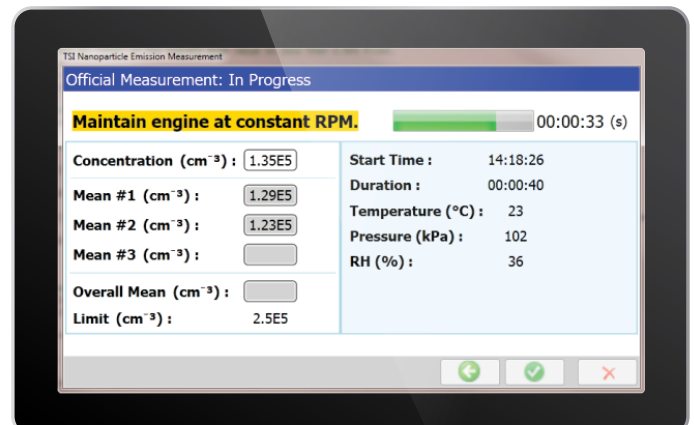 TSI Nanoparticle Emission Measurement
Official Measurement: In Progress
Maintain engine at constant RPM. 00:00:33 (s)
Concentration (cm⁻³) : 1.35E5
Mean #1 (cm⁻³) : 1.29E5
Mean #2 (cm⁻³) : 1.23E5
Mean #3 (cm⁻³) :
Overall Mean (cm⁻³) :
Limit (cm⁻³) : 2.5E5
Start Time : 14:18:26
Duration : 00:00:40
Temperature (°C) : 23
Pressure (kPa) : 102
RH (%) : 36